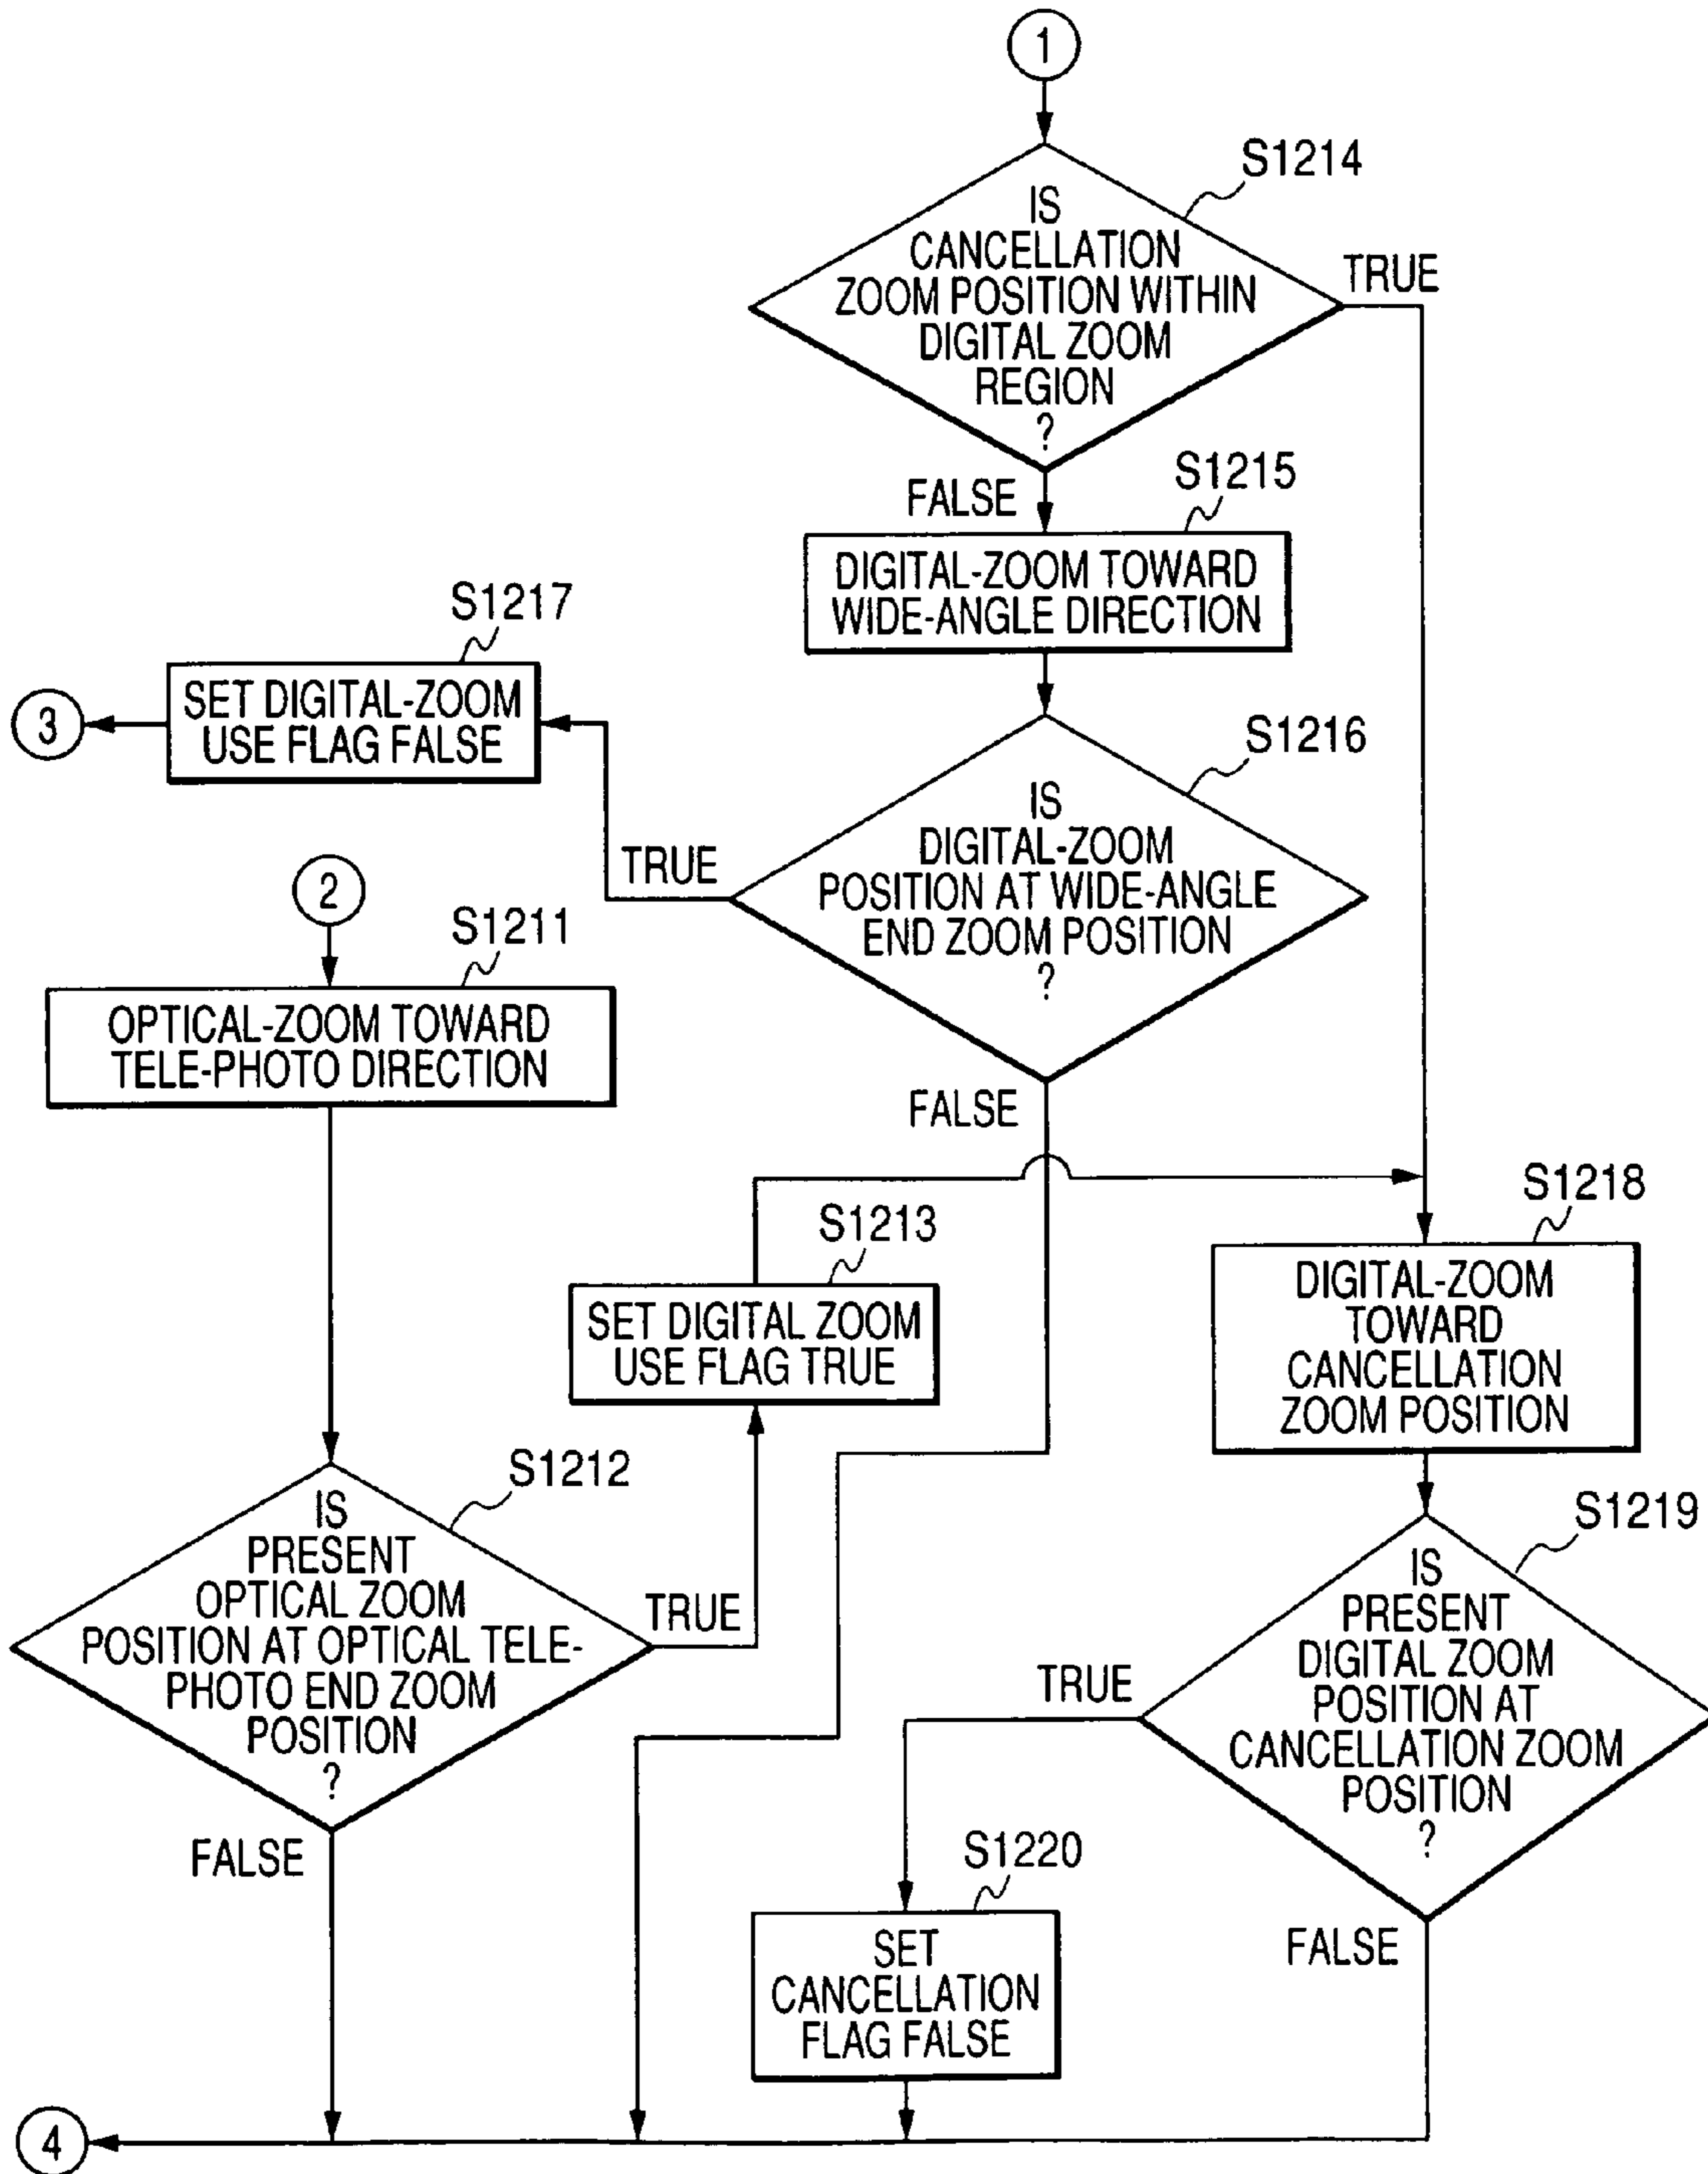 1
S1214
IS
CANCELLATION
ZOOM POSITION WITHIN
DIGITAL ZOOM
REGION
?
TRUE
FALSE
S1215
DIGITAL-ZOOM TOWARD
WIDE-ANGLE DIRECTION
S1217
SET DIGITAL-ZOOM
USE FLAG FALSE
3
S1216
IS
DIGITAL-ZOOM
POSITION AT WIDE-ANGLE
END ZOOM POSITION
?
TRUE
FALSE
2
S1211
OPTICAL-ZOOM TOWARD
TELE-PHOTO DIRECTION
S1213
SET DIGITAL ZOOM
USE FLAG TRUE
S1218
DIGITAL-ZOOM
TOWARD
CANCELLATION
ZOOM POSITION
S1212
IS
PRESENT
OPTICAL ZOOM
POSITION AT OPTICAL TELE-
PHOTO END ZOOM
POSITION
?
TRUE
FALSE
S1219
IS
PRESENT
DIGITAL ZOOM
POSITION AT
CANCELLATION ZOOM
POSITION
?
TRUE
FALSE
S1220
SET
CANCELLATION
FLAG FALSE
4